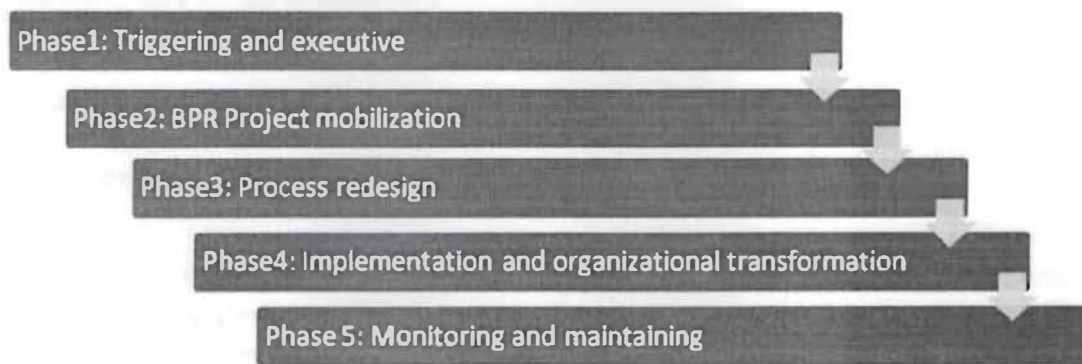 Phase1: Triggering and executive
Phase2: BPR Project mobilization
Phase3: Process redesign
Phase4: Implementation and organizational transformation
Phase 5: Monitoring and maintaining